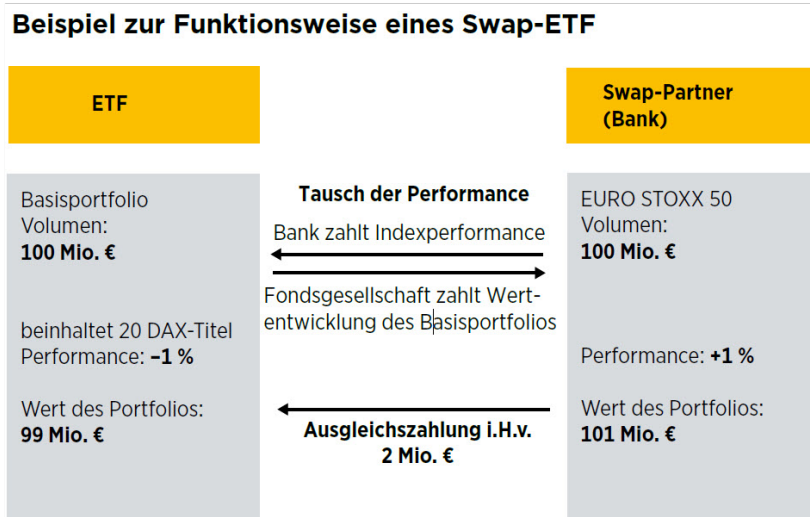 Beispiel zur Funktionsweise eines Swap-ETF
ETF
Swap-Partner
(Bank)
Basisportfolio
Volumen:
100 Mio. €
beinhaltet 20 DAX-Titel
Performance: –1 %
Wert des Portfolios:
99 Mio. €
Tausch der Performance
Bank zahlt Indexperformance
Fondsgesellschaft zahlt Wert-
entwicklung des Basisportfolios
Ausgleichszahlung i.H.v.
2 Mio. €
EURO STOXX 50
Volumen:
100 Mio. €
Performance: +1 %
Wert des Portfolios:
101 Mio. €